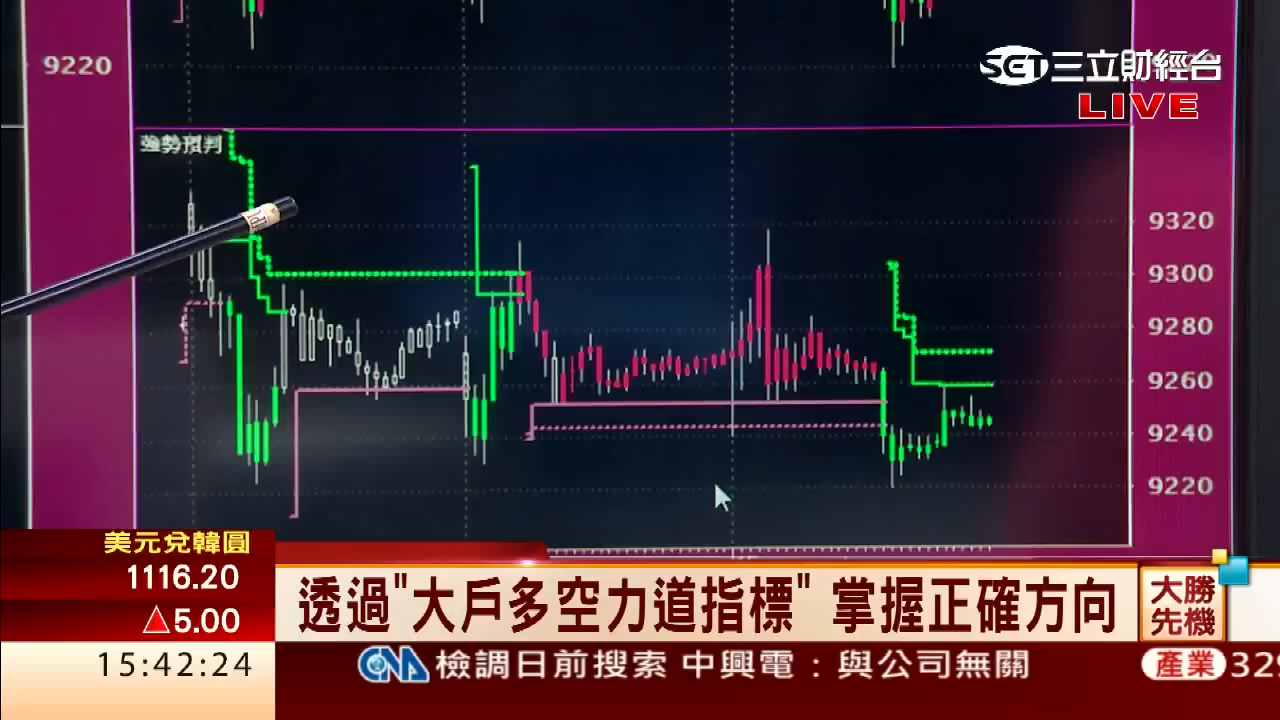 9220
SET三立財經台
LIVE
強勢預判
9320
9300
9280
9260
9240
9220
美元兌韓圓
1116.20
△5.00
15:42:24
透過"大戶多空力道指標" 掌握正確方向
大勝
先機
CNA 檢調日前搜索 中興電：與公司無關
產業 329